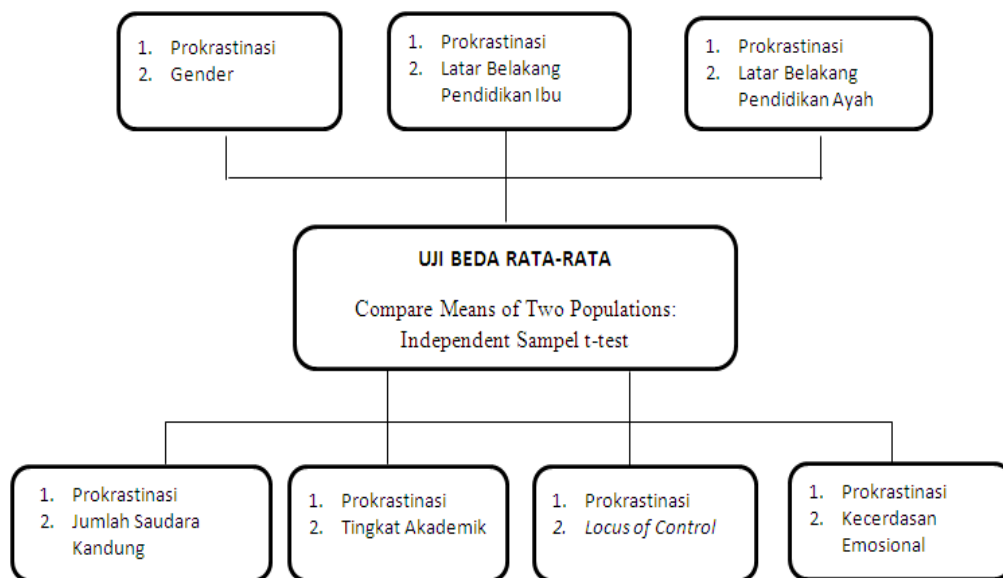 1. Prokrastinasi
2. Gender
1. Prokrastinasi
2. Latar Belakang
Pendidikan Ibu
1. Prokrastinasi
2. Latar Belakang
Pendidikan Ayah
UJI BEDA RATA-RATA
Compare Means of Two Populations:
Independent Sampel t-test
1. Prokrastinasi
2. Jumlah Saudara
Kandung
1. Prokrastinasi
2. Tingkat Akademik
1. Prokrastinasi
2. Locus of Control
1. Prokrastinasi
2. Kecerdasan
Emosional